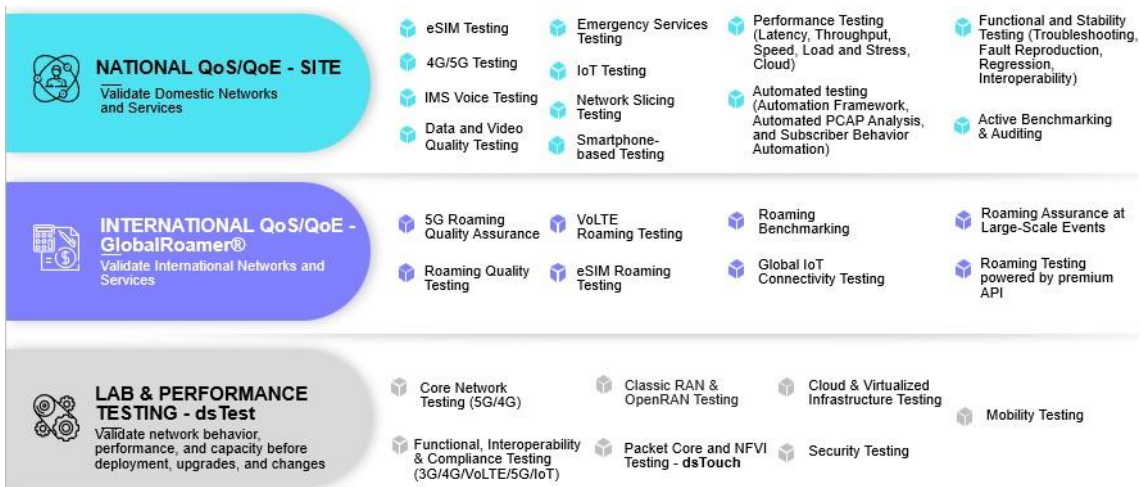 NATIONAL QoS/QoE - SITE
Validate Domestic Networks
and Services
eSIM Testing
4G/5G Testing
IMS Voice Testing
Data and Video
Quality Testing
Emergency Services
Testing
IoT Testing
Network Slicing
Testing
Smartphone-
based Testing
Performance Testing
(Latency, Throughput,
Speed, Load and Stress,
Cloud)
Automated testing
(Automation Framework,
Automated PCAP Analysis,
and Subscriber Behavior
Automation)
Functional and Stability
Testing (Troubleshooting,
Fault Reproduction,
Regression,
Interoperability)
Active Benchmarking
& Auditing
INTERNATIONAL QoS/QoE -
GlobalRoamer®
Validate International Networks and
Services
5G Roaming
Quality Assurance
Roaming Quality
Testing
VoLTE
Roaming Testing
eSIM Roaming
Testing
Roaming
Benchmarking
Global IoT
Connectivity Testing
Roaming Assurance at
Large-Scale Events
Roaming Testing
powered by premium
API
LAB & PERFORMANCE
TESTING - dsTest
Validate network behavior,
performance, and capacity before
deployment, upgrades, and changes
Core Network
Testing (5G/4G)
Functional, Interoperability
& Compliance Testing
(3G/4G/VoLTE/5G/IoT)
Classic RAN &
OpenRAN Testing
Packet Core and NFVI
Testing - dsTouch
Cloud & Virtualized
Infrastructure Testing
Security Testing
Mobility Testing